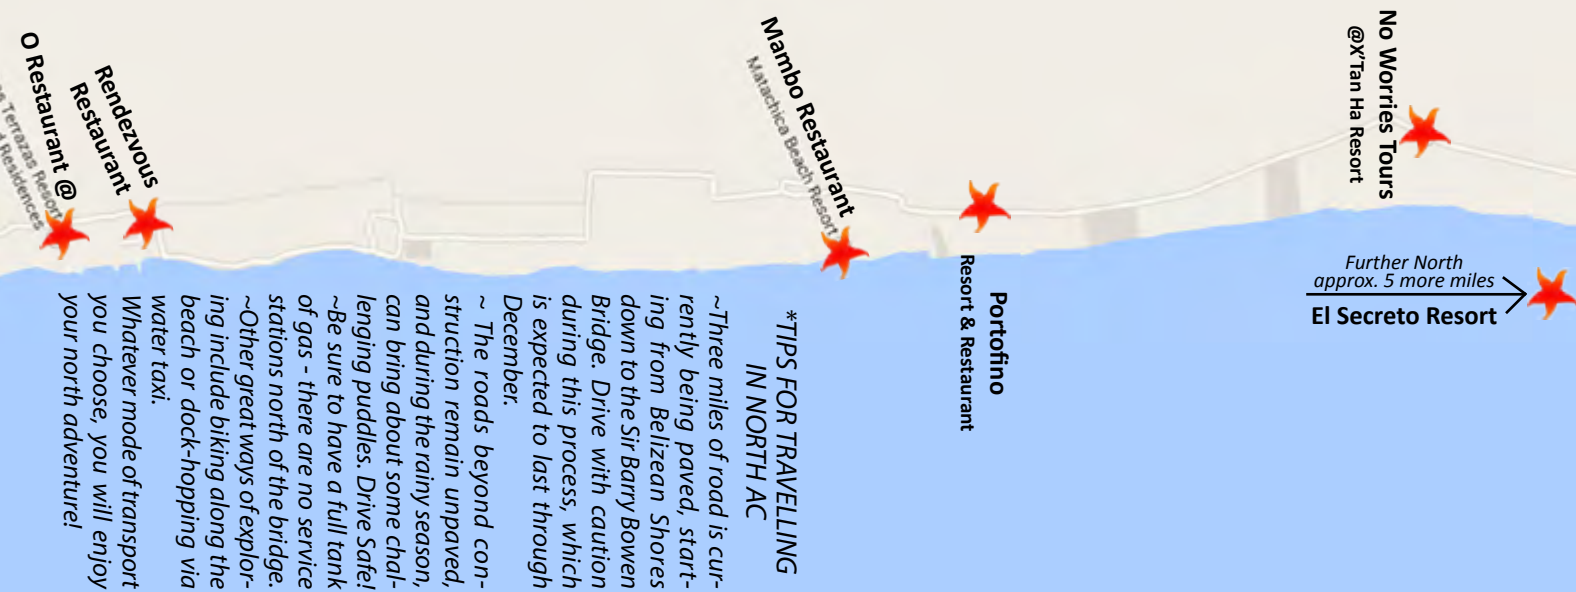 No Worries Tours
@X'Tan Ha Resort
Further North
approx. 5 more miles
El Secreto Resort
Portofino
Resort & Restaurant
Mambo Restaurant
Matachica Beach Resort
Rendezvous
Restaurant
O Restaurant @
Terrazas Resort
Residences
*TIPS FOR TRAVELLING
IN NORTH AC
~Three miles of road is cur-
rently being paved, start-
ing from Belizean Shores
down to the Sir Barry Bowen
Bridge. Drive with caution
during this process, which
is expected to last through
December.
~ The roads beyond con-
struction remain unpaved,
and during the rainy season,
can bring about some chal-
lenging puddles. Drive Safe!
~Be sure to have a full tank
of gas - there are no service
stations north of the bridge.
~Other great ways of explor-
ing include biking along the
beach or dock-hopping via
water taxi.
Whatever mode of transport
you choose, you will enjoy
your north adventure!